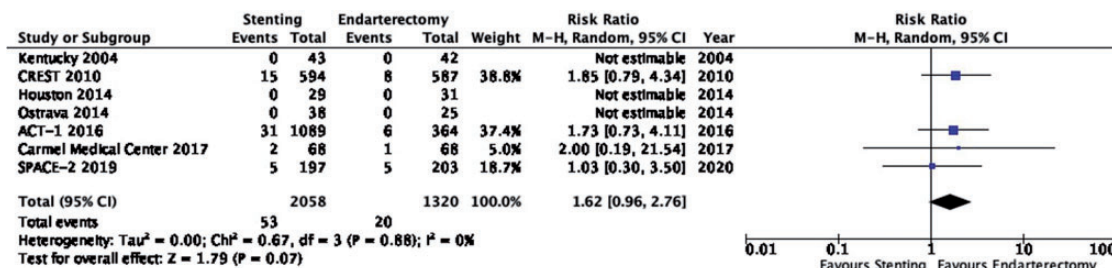 Stenting Endarterectomy Risk Ratio Risk Ratio
Study or Subgroup Events Total Events Total Weight M-H, Random, 95% CI Year M-H, Random, 95% CI
Kentucky 2004 0 43 0 42 Not estimable 2004
CREST 2010 15 594 8 587 38.8% 1.85 [0.79, 4.34] 2010
Houston 2014 0 29 0 31 Not estimable 2014
Ostrava 2014 0 38 0 25 Not estimable 2014
ACT-1 2016 31 1089 6 364 37.4% 1.73 [0.73, 4.11] 2016
Carmel Medical Center 2017 2 68 1 68 5.0% 2.00 [0.19, 21.54] 2017
SPACE-2 2019 5 197 5 203 18.7% 1.03 [0.30, 3.50] 2020
Total (95% CI) 2058 1320 100.0% 1.62 [0.96, 2.76]
Total events 53 20
Heterogeneity: Tau² = 0.00; Chi² = 0.67, df = 3 (P = 0.88); I² = 0%
Test for overall effect: Z = 1.79 (P = 0.07)
0.01 0.1 1 10 100
Favours Stenting Favours Endarterectomy